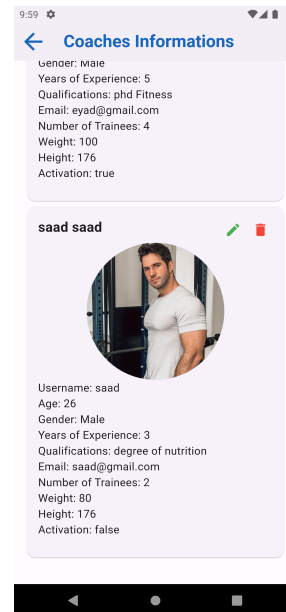 9:59
Coaches Informations
Gender: Male
Years of Experience: 5
Qualifications: phd Fitness
Email: eyad@gmail.com
Number of Trainees: 4
Weight: 100
Height: 176
Activation: true
saad saad
Username: saad
Age: 26
Gender: Male
Years of Experience: 3
Qualifications: degree of nutrition
Email: saad@gmail.com
Number of Trainees: 2
Weight: 80
Height: 176
Activation: false